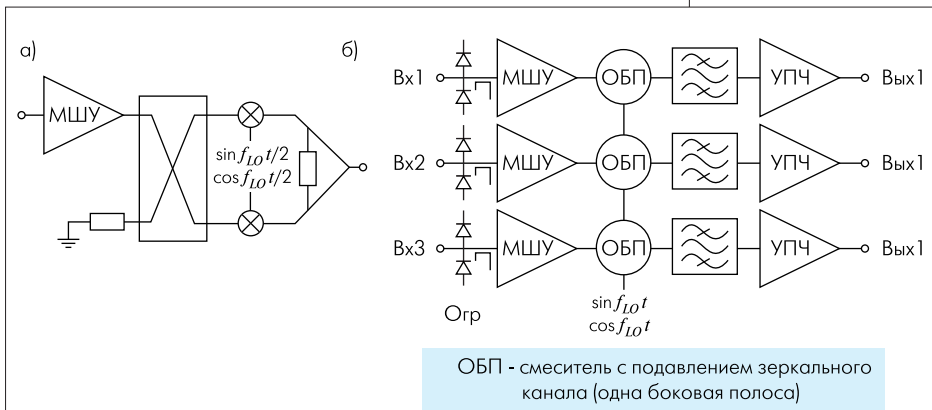 а)
МШУ
sin f_LO t/2
cos f_LO t/2
б)
Вх1 МШУ ОБП УПЧ Вых1
Вх2 МШУ ОБП УПЧ Вых1
Вх3 МШУ ОБП УПЧ Вых1
Огр
sin f_LO t
cos f_LO t
ОБП - смеситель с подавлением зеркального
канала (одна боковая полоса)